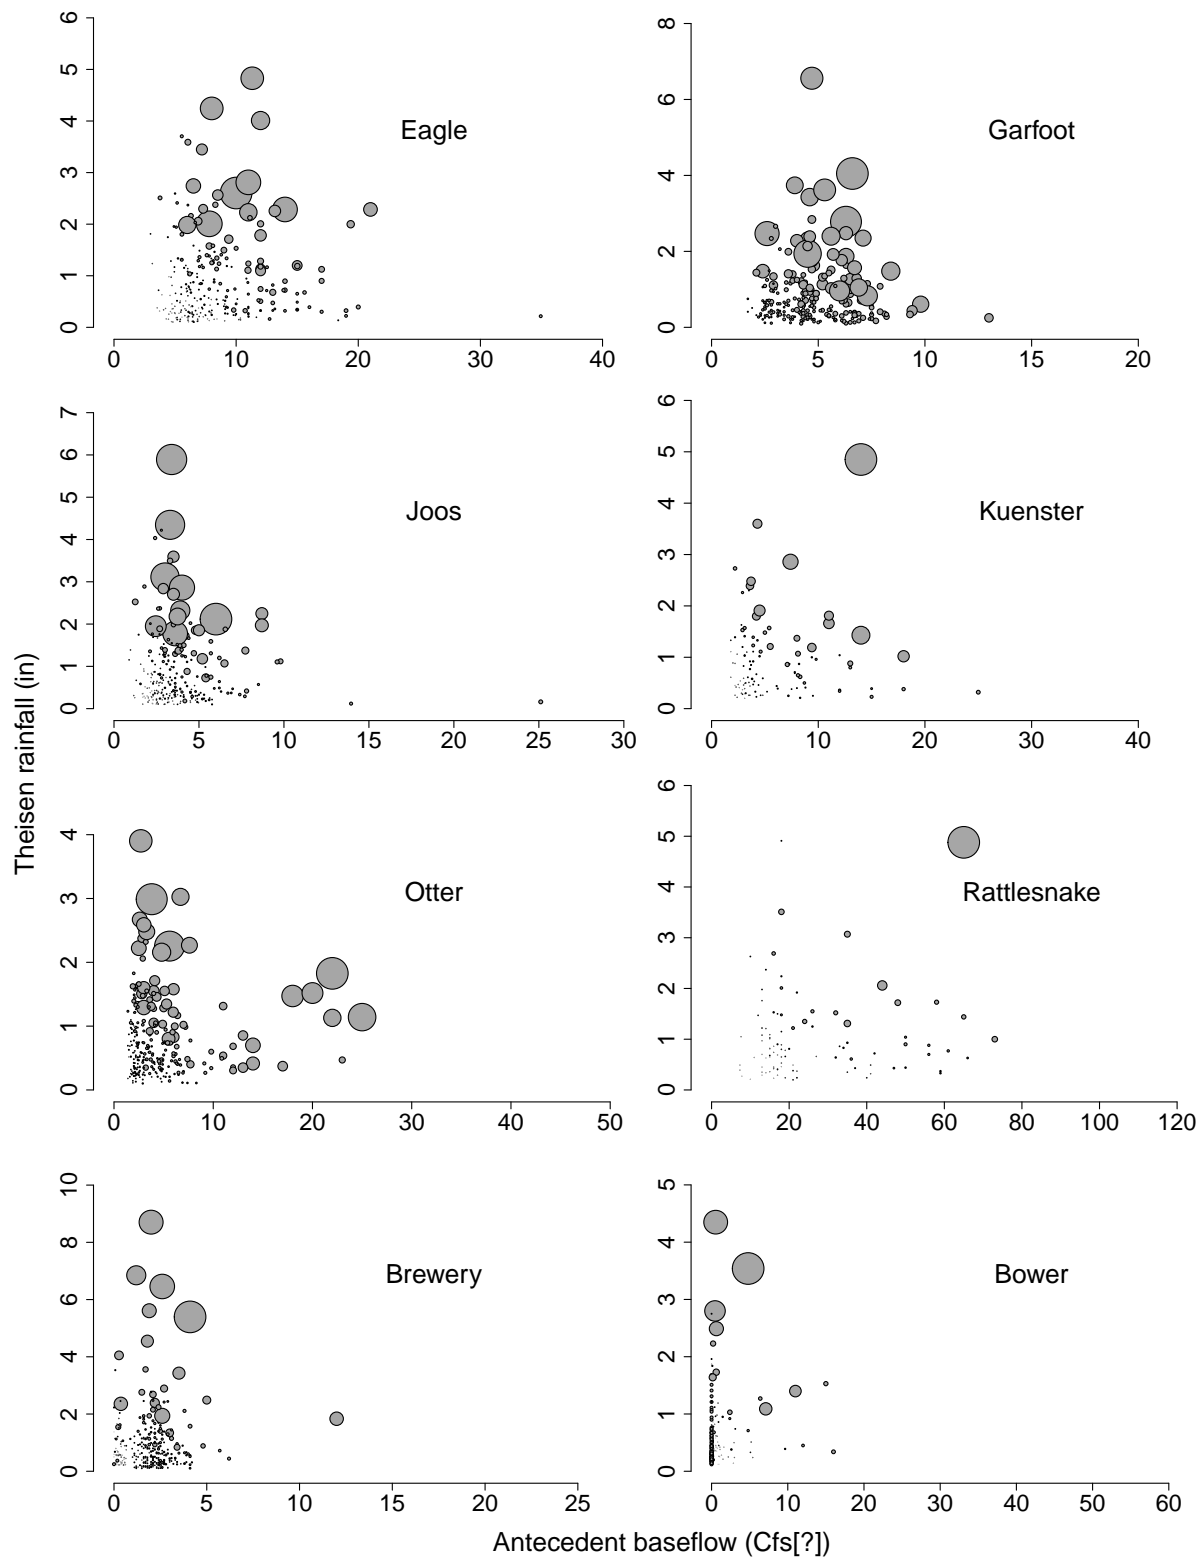 0 1 2 3 4 5 6
Eagle
0 10 20 30 40
0 2 4 6 8
Garfoot
0 5 10 15 20
0 1 2 3 4 5 6 7
Joos
0 5 10 15 20 25 30
0 1 2 3 4 5 6
Kuenster
0 10 20 30 40
0 1 2 3 4
Otter
0 10 20 30 40 50
0 1 2 3 4 5 6
Rattlesnake
0 20 40 60 80 100 120
0 2 4 6 8 10
Brewery
0 5 10 15 20 25
0 1 2 3 4 5
Bower
0 10 20 30 40 50 60
Theisen rainfall (in)
Antecedent baseflow (Cfs[?])